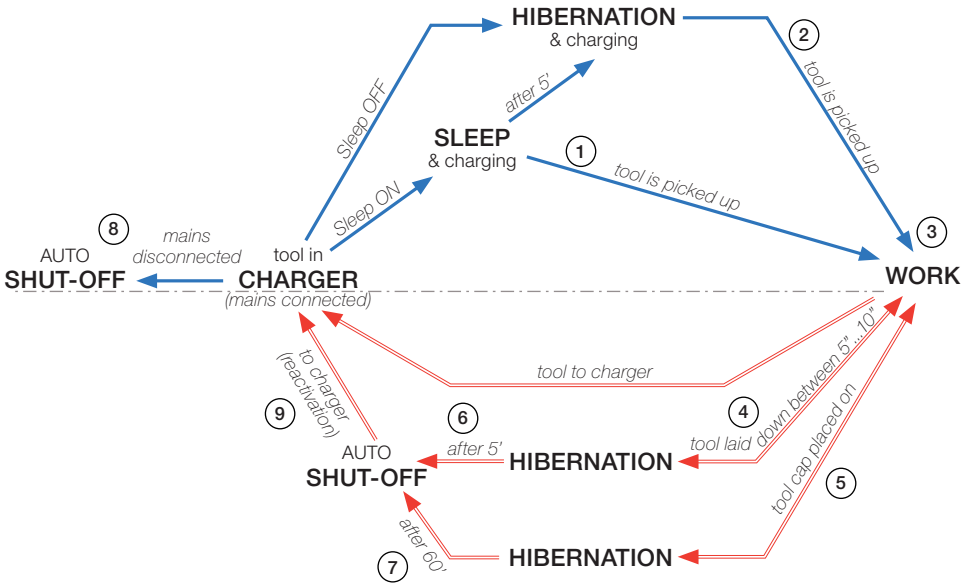 HIBERNATION
& charging
2
Sleep OFF
after 5'
tool is picked up
SLEEP
& charging
1
tool is picked up
Sleep ON
8
3
AUTO
SHUT-OFF
mains
disconnected
tool in
CHARGER
(mains connected)
WORK
tool to charger
to charger
(reactivation)
9
6
4
tool laid down between 5"...10"
AUTO
SHUT-OFF
after 5'
HIBERNATION
tool cap placed on
5
after 60'
7
HIBERNATION